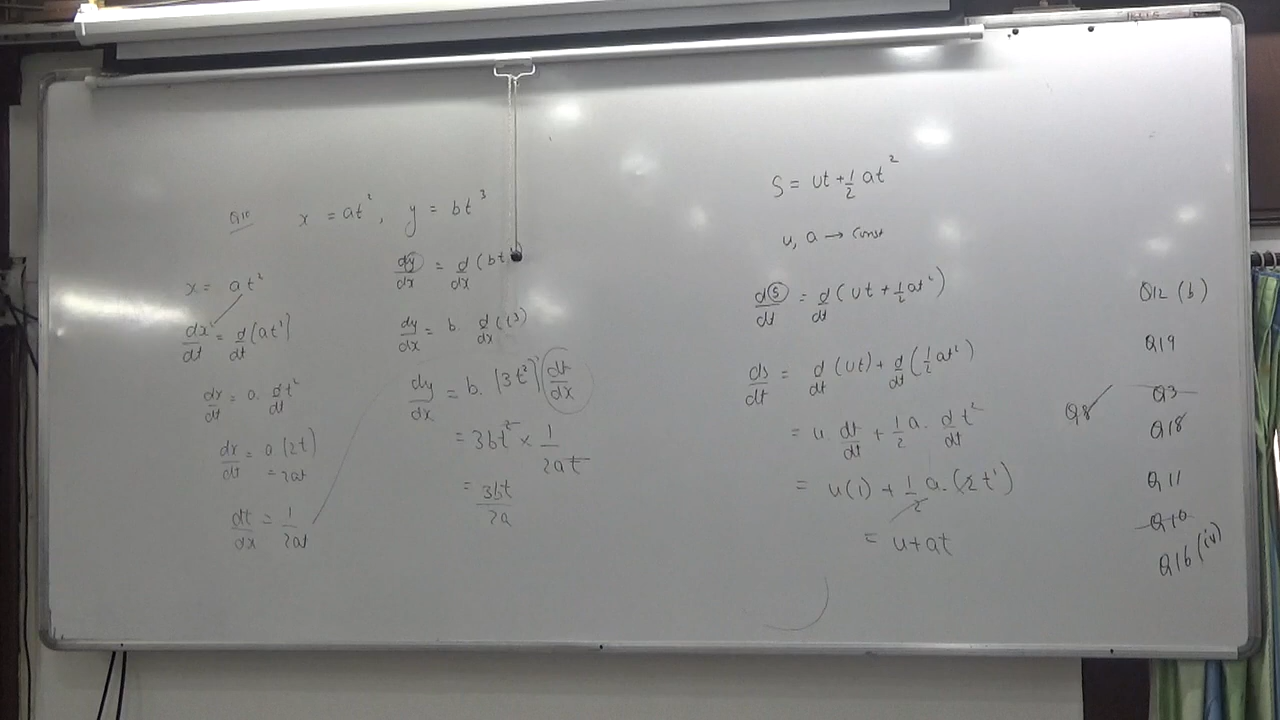 Q10 x = at², y = bt³
x = at²
dx/dt = d/dt (at²)
dx/dt = a. dt²/dt
dx/dt = a(2t)
= 2at
dt/dx = 1/2at
dy/dx = d/dx (bt
dy/dx = b. d/dx (t³)
dy/dx = b. (3t²) dt/dx
= 3bt² × 1/2at
= 3bt/2a
S = ut + 1/2 at²
u, a → const
dS/dt = d/dt (ut + 1/2 at²)
ds/dt = d/dt (ut) + d/dt (1/2 at²)
= u. dt/dt + 1/2 a. d/dt t²
= u(1) + 1/2 a. (2t¹)
= u+at
Q12 (b)
Q19
Q3
Q8
Q18
Q11
Q10
Q16(iv)